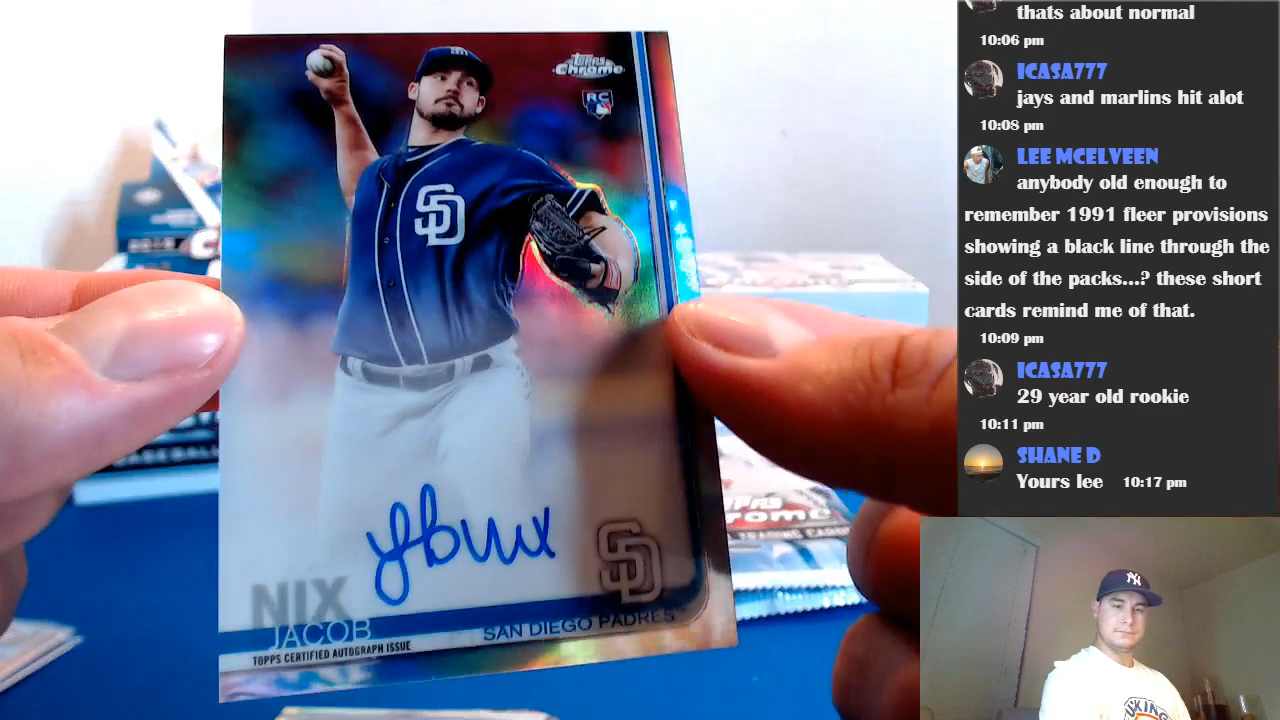 TOPPS
Chrome
RC
SD
NIX
JACOB
SAN DIEGO PADRES
SD
TOPPS CERTIFIED AUTOGRAPH ISSUE
thats about normal
10:06 pm
ICASA777
jays and marlins hit alot
10:08 pm
LEE MCELVEEN
anybody old enough to
remember 1991 fleer provisions
showing a black line through the
side of the packs...? these short
cards remind me of that.
10:09 pm
ICASA777
29 year old rookie
10:11 pm
SHANE D
Yours lee 10:17 pm
NY